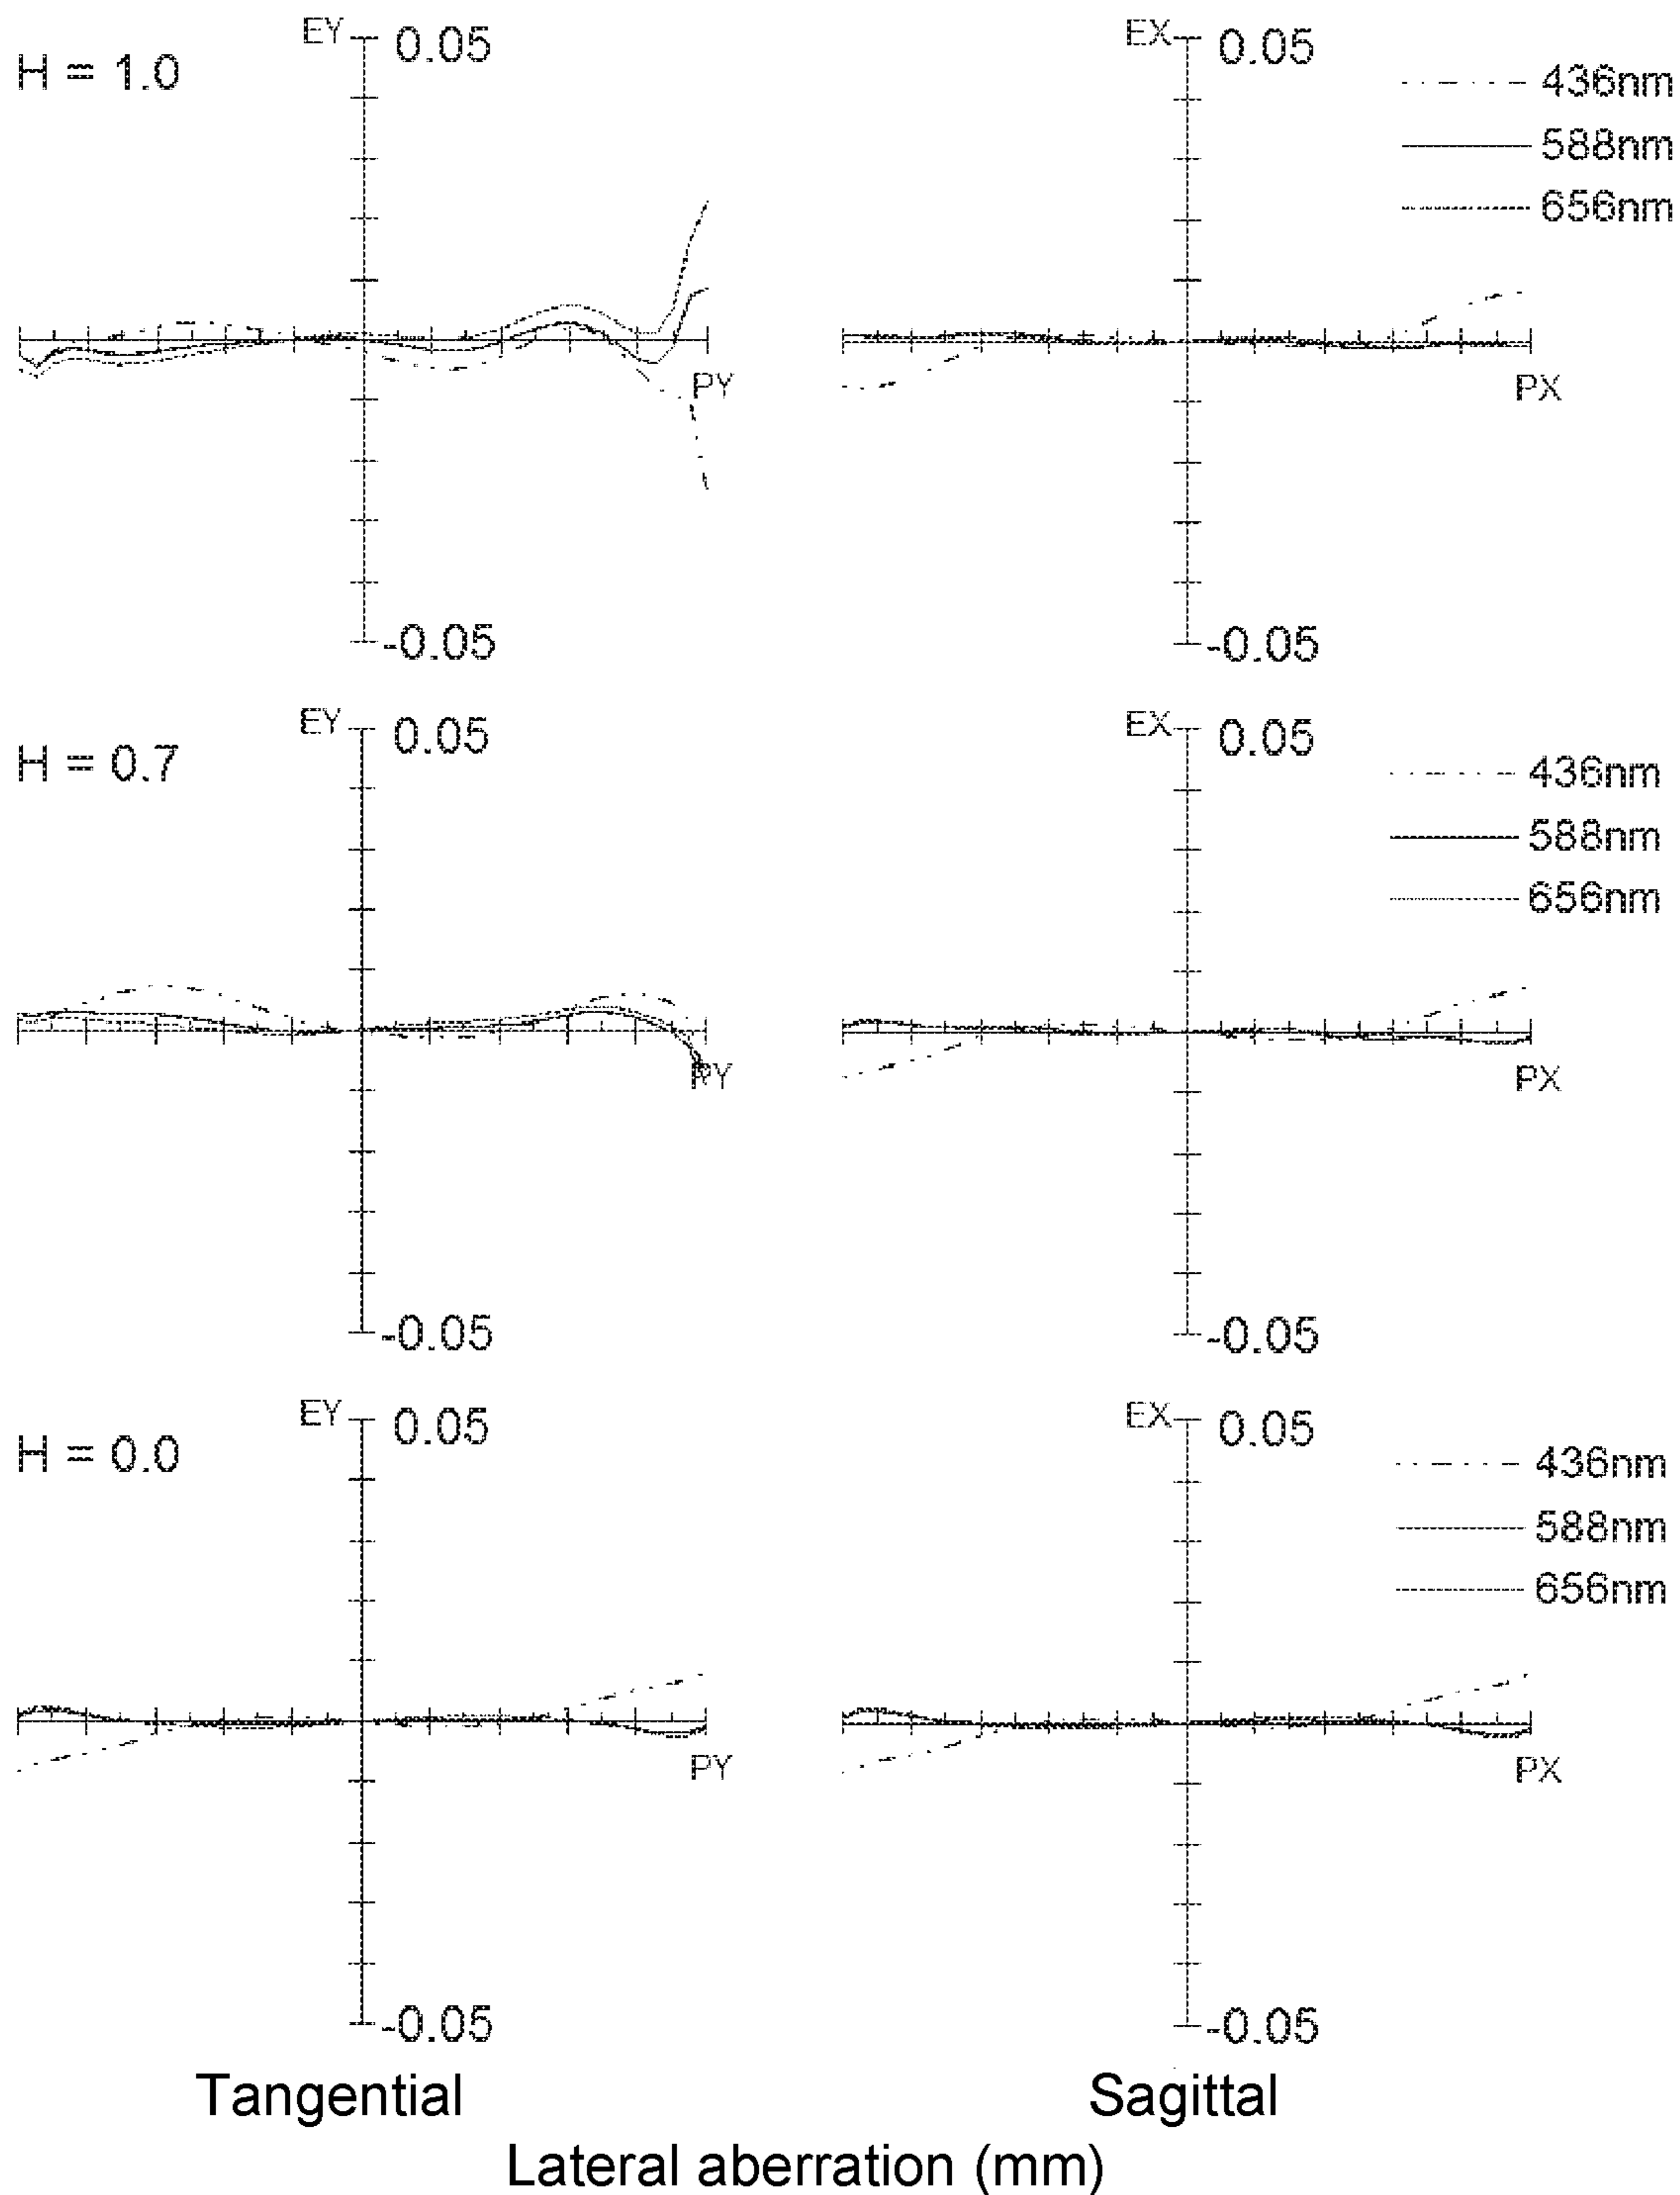 H = 1.0
EY
0.05
PY
-0.05
EX
0.05
PX
-0.05
436nm
588nm
656nm
H = 0.7
EY
0.05
PY
-0.05
EX
0.05
PX
-0.05
436nm
588nm
656nm
H = 0.0
EY
0.05
PY
-0.05
EX
0.05
PX
-0.05
436nm
588nm
656nm
Tangential
Sagittal
Lateral aberration (mm)